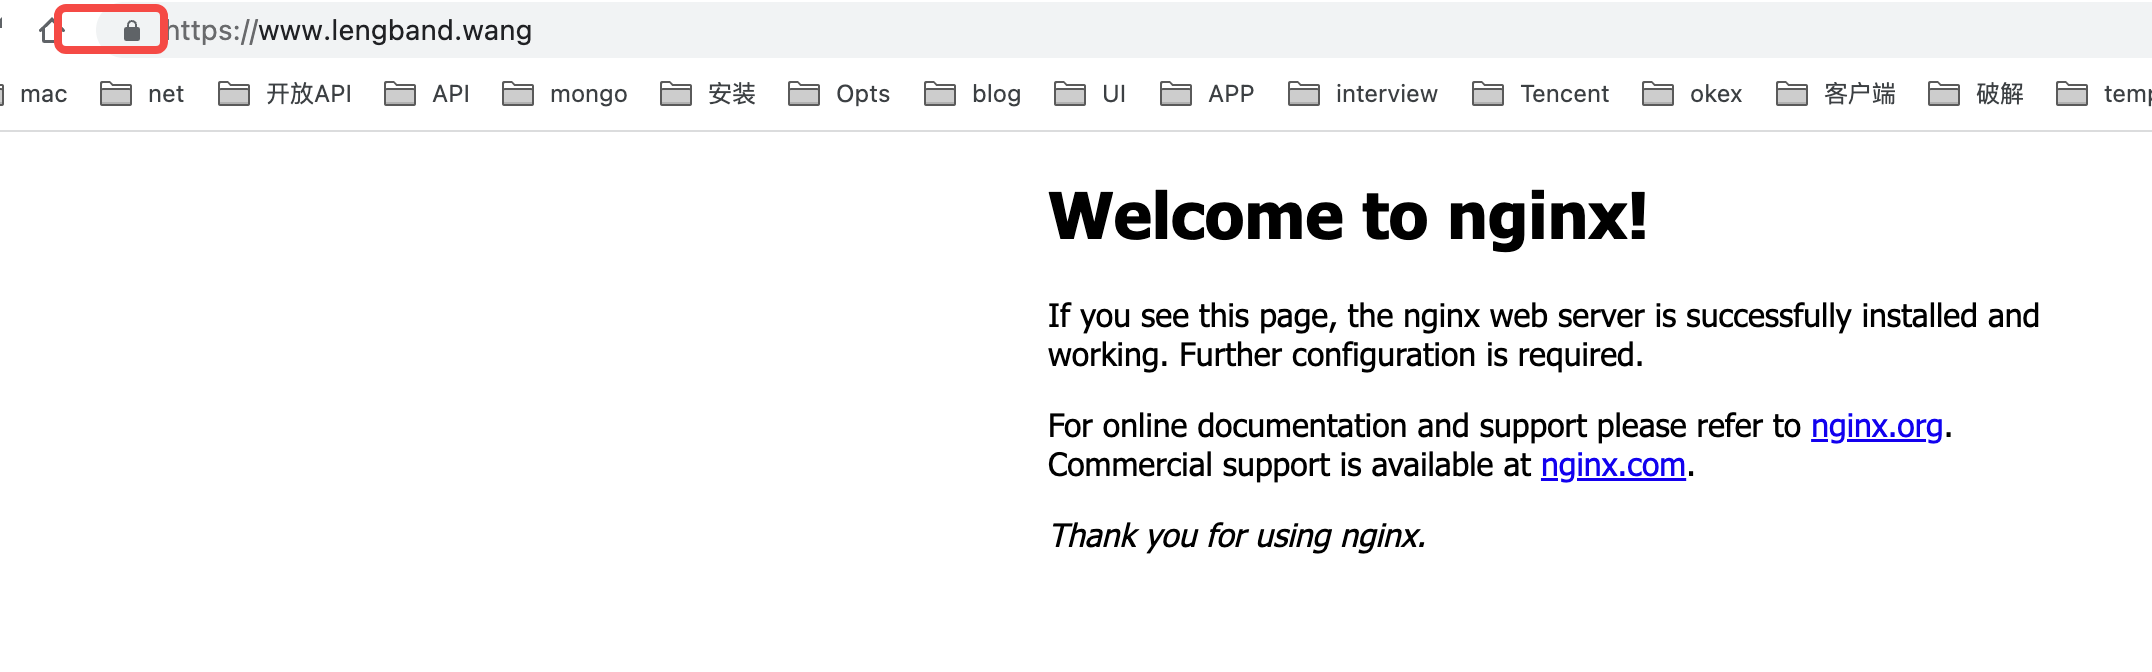 https://www.lengband.wang
mac net 开放API API mongo 安装 Opts blog UI APP interview Tencent okex 客户端 破解
Welcome to nginx!
If you see this page, the nginx web server is successfully installed and
working. Further configuration is required.
For online documentation and support please refer to nginx.org.
Commercial support is available at nginx.com.
Thank you for using nginx.